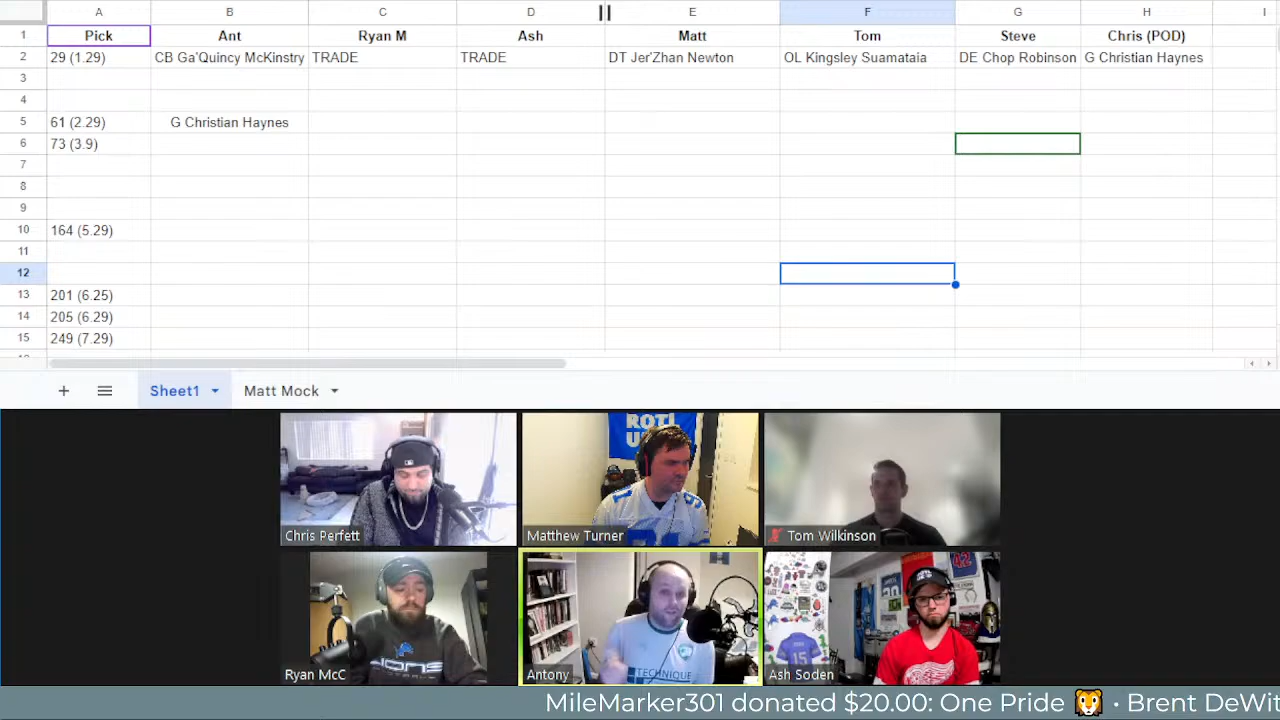 A B C D E F G H I
1 Pick Ant Ryan M Ash Matt Tom Steve Chris (POD)
2 29 (1.29) CB Ga'Quincy McKinstry TRADE TRADE DT Jer'Zhan Newton OL Kingsley Suamataia DE Chop Robinson G Christian Haynes
3
4
5 61 (2.29) G Christian Haynes
6 73 (3.9)
7
8
9
10 164 (5.29)
11
12
13 201 (6.25)
14 205 (6.29)
15 249 (7.29)
Sheet1 Matt Mock
Chris Perfett
Matthew Turner
Tom Wilkinson
Ryan McC
TECHNIQUE
Antony
15
42
Ash Soden
MileMarker301 donated $20.00: One Pride 🦁 • Brent DeWit